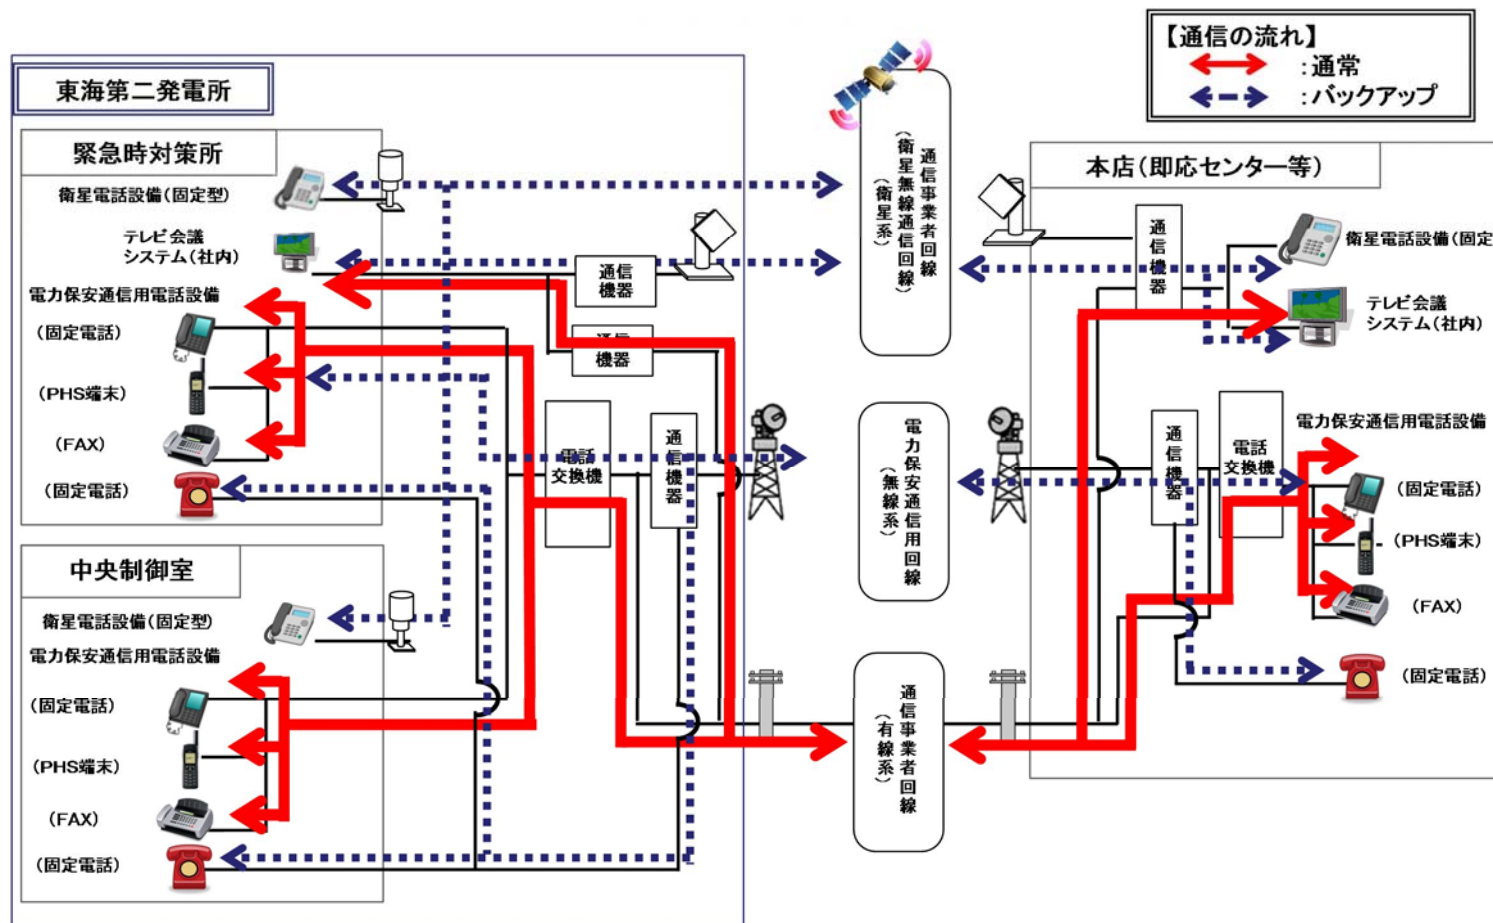 【通信の流れ】
:通常
:バックアップ
東海第二発電所
緊急時対策所
衛星電話設備(固定型)
テレビ会議
システム(社内)
電力保安通信用電話設備
(固定電話)
(PHS端末)
(FAX)
(固定電話)
中央制御室
衛星電話設備(固定型)
電力保安通信用電話設備
(固定電話)
(PHS端末)
(FAX)
(固定電話)
通信
機器
通信
機器
電話
交換機
通信機器
通信事業者回線
(衛星無線通信回線)
(衛星系)
電力保安通信用回線
(無線系)
通信事業者回線
(有線系)
本店(即応センター等)
通信機器
衛星電話設備(固定
テレビ会議
システム(社内)
通信機器
電話
交換機
電力保安通信用電話設備
(固定電話)
(PHS端末)
(FAX)
(固定電話)